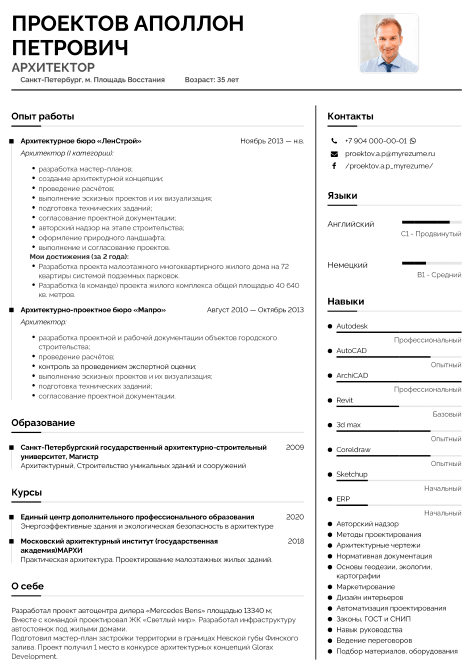 ПРОЕКТОВ АПОЛЛОН
ПЕТРОВИЧ
АРХИТЕКТОР
Санкт-Петербург, м. Площадь Восстания Возраст: 35 лет
Опыт работы
Архитектурное бюро «ЛенСтрой» Ноябрь 2013 — н.в.
Архитектор (I категории):
разработка мастер-планов;
создание архитектурной концепции;
проведение расчётов;
выполнение эскизных проектов и их визуализация;
подготовка технических заданий;
согласование проектной документации;
авторский надзор на этапе строительства;
оформление природного ландшафта;
выполнение и согласование проектов.
Мои достижения (за 2 года):
Разработка проекта малоэтажного многоквартирного жилого дома на 72
квартиры системой подземных парковок.
Разработка (в команде) проекта жилого комплекса общей площадью 40 640
кв. метров.
Архитектурно-проектное бюро «Мапро» Август 2010 — Октябрь 2013
Архитектор:
разработка проектной и рабочей документации объектов городского
строительства;
проведение расчётов;
контроль за проведением экспертной оценки;
выполнение эскизных проектов и их визуализация;
подготовка технических заданий;
согласование проектной документации.
Образование
Санкт-Петербургский государственный архитектурно-строительный 2009
университет, Магистр
Архитектурный, Строительство уникальных зданий и сооружений
Курсы
Единый центр дополнительного профессионального образования 2020
Энергоэффективные здания и экологическая безопасность в архитектуре
Московский архитектурный институт (государственная 2018
академия)МАРХИ
Практическая архитектура. Проектирование малоэтажных жилых зданий.
О себе
Разработал проект автоцентра дилера «Mercedes Bens» площадью 13340 м;
Вместе с командой проектировал ЖК «Светлый мир». Разработал инфраструктуру
автостоянок под жилыми домами.
Подготовил мастер-план застройки территории в границах Невской губы Финского
залива. Проект получил 1 место в конкурсе архитектурных концепций Glorax
Development.
Контакты
+7 904 000-00-01
proektov.a.p@myrezume.ru
/proektov.a.p_myrezume/
Языки
Английский
C1 - Продвинутый
Немецкий
B1 - Средний
Навыки
Autodesk
Профессиональный
AutoCAD
Опытный
ArchiCAD
Профессиональный
Revit
Базовый
3d max
Опытный
Coreldraw
Опытный
Sketchup
Начальный
ERP
Начальный
Авторский надзор
Методы проектирования
Архитектурные чертежи
Нормативная документация
Основы геодезии, экологии,
картографии
Маркетирование
Дизайн интерьеров
Автоматизация проектирования
Законы, ГОСТ и СНИП
Навык руководства
Ведение переговоров
Подбор материалов, оборудования